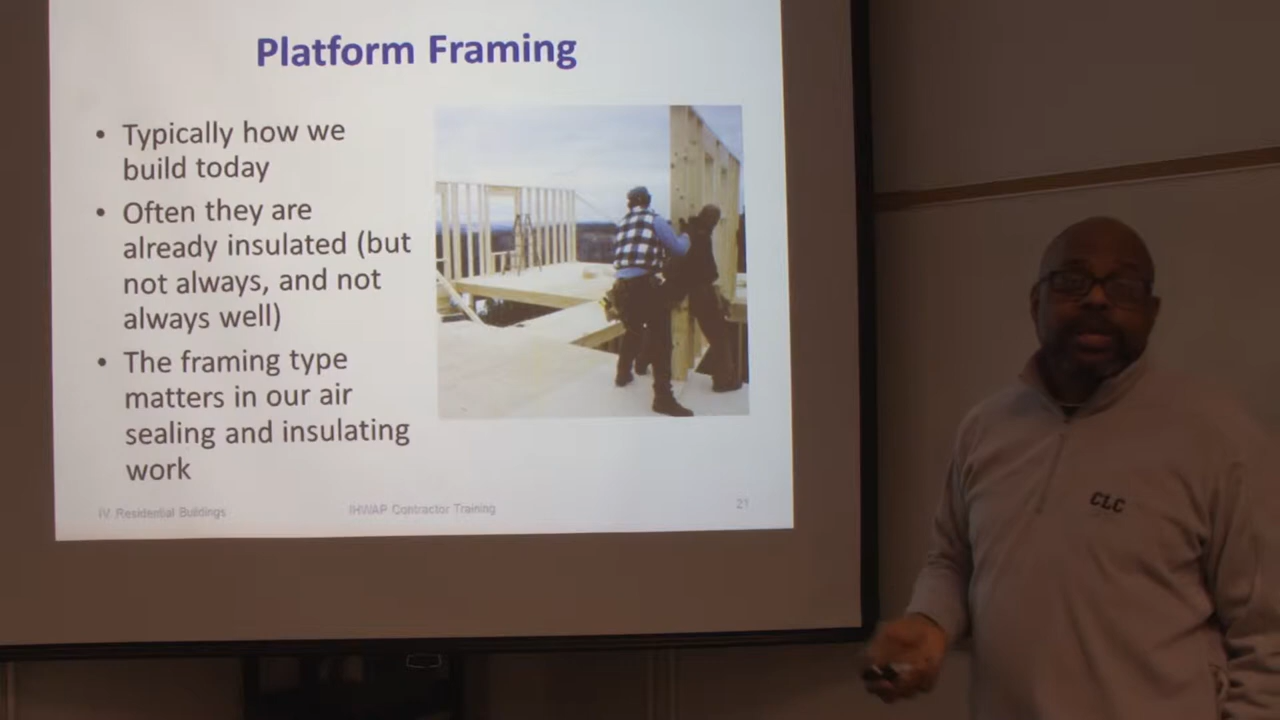 Platform Framing
• Typically how we
build today
• Often they are
already insulated (but
not always, and not
always well)
• The framing type
matters in our air
sealing and insulating
work
IV. Residential Buildings
IHWAP Contractor Training
21
CLC